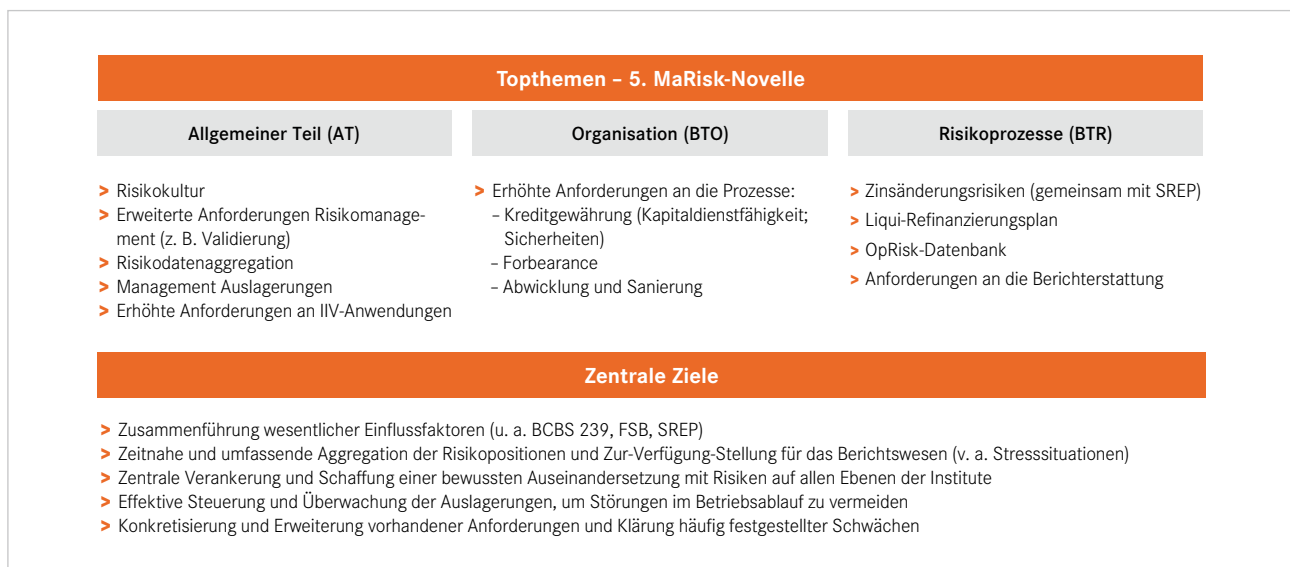 Topthemen – 5. MaRisk-Novelle
Allgemeiner Teil (AT)
> Risikokultur
> Erweiterte Anforderungen Risikomanage-
ment (z. B. Validierung)
> Risikodatenaggregation
> Management Auslagerungen
> Erhöhte Anforderungen an IIV-Anwendungen
Organisation (BTO)
> Erhöhte Anforderungen an die Prozesse:
– Kreditgewährung (Kapitaldienstfähigkeit;
Sicherheiten)
– Forbearance
– Abwicklung und Sanierung
Risikoprozesse (BTR)
> Zinsänderungsrisiken (gemeinsam mit SREP)
> Liqui-Refinanzierungsplan
> OpRisk-Datenbank
> Anforderungen an die Berichterstattung
Zentrale Ziele
> Zusammenführung wesentlicher Einflussfaktoren (u. a. BCBS 239, FSB, SREP)
> Zeitnahe und umfassende Aggregation der Risikopositionen und Zur-Verfügung-Stellung für das Berichtswesen (v. a. Stresssituationen)
> Zentrale Verankerung und Schaffung einer bewussten Auseinandersetzung mit Risiken auf allen Ebenen der Institute
> Effektive Steuerung und Überwachung der Auslagerungen, um Störungen im Betriebsablauf zu vermeiden
> Konkretisierung und Erweiterung vorhandener Anforderungen und Klärung häufig festgestellter Schwächen